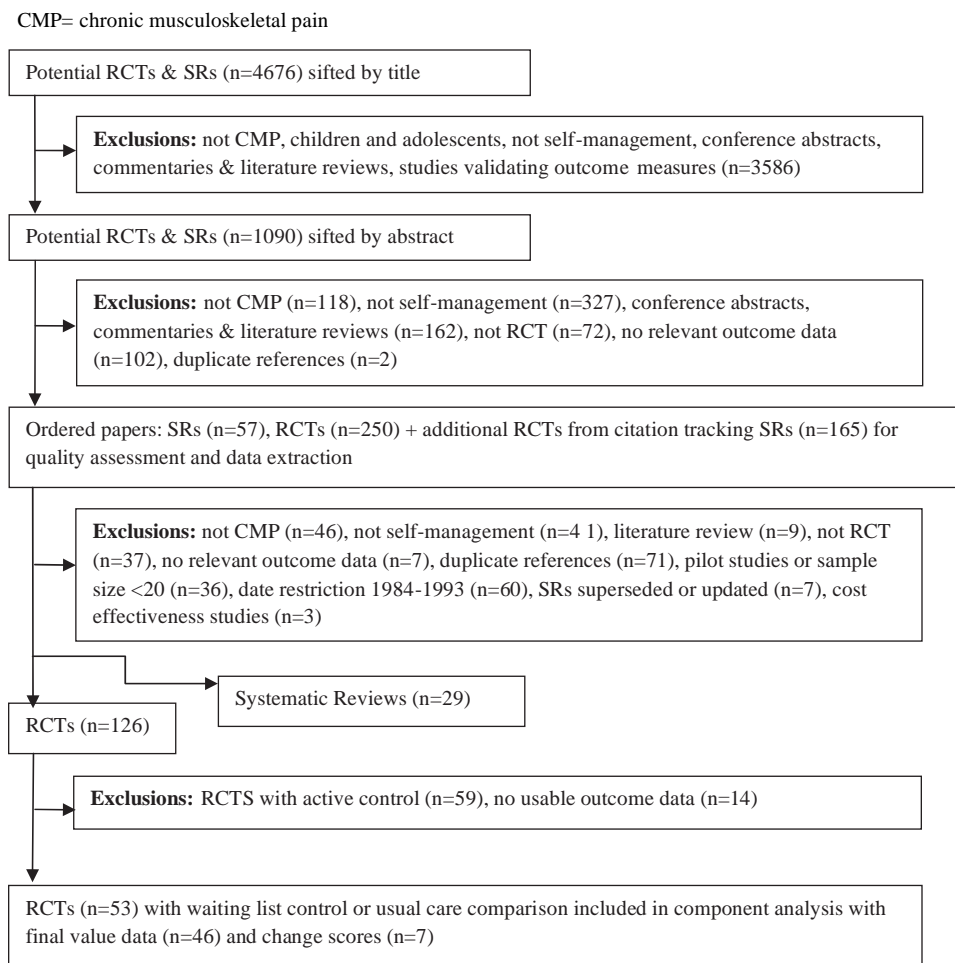 CMP= chronic musculoskeletal pain
Potential RCTs & SRs (n=4676) sifted by title
Exclusions: not CMP, children and adolescents, not self-management, conference abstracts,
commentaries & literature reviews, studies validating outcome measures (n=3586)
Potential RCTs & SRs (n=1090) sifted by abstract
Exclusions: not CMP (n=118), not self-management (n=327), conference abstracts,
commentaries & literature reviews (n=162), not RCT (n=72), no relevant outcome data
(n=102), duplicate references (n=2)
Ordered papers: SRs (n=57), RCTs (n=250) + additional RCTs from citation tracking SRs (n=165) for
quality assessment and data extraction
Exclusions: not CMP (n=46), not self-management (n=4 1), literature review (n=9), not RCT
(n=37), no relevant outcome data (n=7), duplicate references (n=71), pilot studies or sample
size <20 (n=36), date restriction 1984-1993 (n=60), SRs superseded or updated (n=7), cost
effectiveness studies (n=3)
Systematic Reviews (n=29)
RCTs (n=126)
Exclusions: RCTS with active control (n=59), no usable outcome data (n=14)
RCTs (n=53) with waiting list control or usual care comparison included in component analysis with
final value data (n=46) and change scores (n=7)